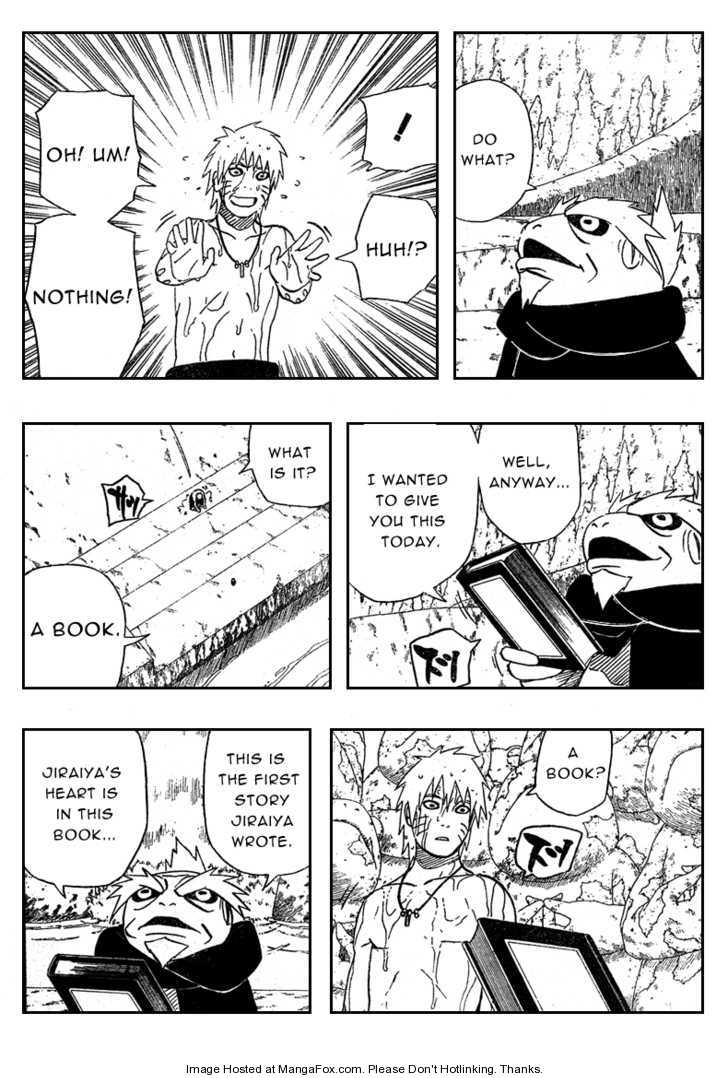 DO
WHAT?
!
HUH!?
OH! UM!
NOTHING!
WELL,
ANYWAY...
I WANTED
TO GIVE
YOU THIS
TODAY.
WHAT
IS IT?
A BOOK.
A
BOOK?
THIS IS
THE FIRST
STORY
JIRAIYA
WROTE.
JIRAIYA'S
HEART IS
IN THIS
BOOK...
Image Hosted at MangaFox.com. Please Don't Hotlinking. Thanks.